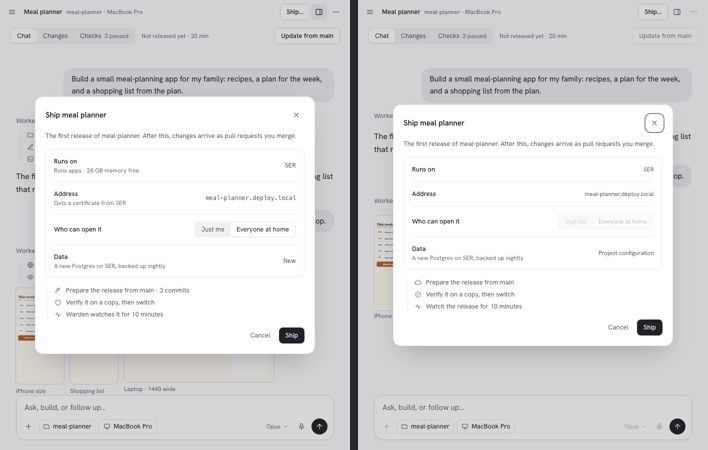 Meal planner meal-planner · MacBook Pro Ship...
Chat Changes Checks 3 passed Not released yet · 20 min Update from main
Build a small meal-planning app for my family: recipes, a plan for the week,
and a shopping list from the plan.
Ship meal planner
The first release of meal-planner. After this, changes arrive as pull requests you merge.
Runs on
Runs apps · 28 GB memory free
SER
Address
Gets a certificate from SER
meal-planner.deploy.local
Who can open it Just me Everyone at home
Data
A new Postgres on SER, backed up nightly
New
Prepare the release from main · 3 commits
Verify it on a copy, then switch
Warden watches it for 10 minutes
Cancel Ship
iPhone size Shopping list Laptop · 1440 wide
Ask, build, or follow up...
meal-planner MacBook Pro Opus
Meal planner meal-planner · MacBook Pro Ship...
Chat Changes Checks 3 passed Not released yet · 20 min Update from main
Build a small meal-planning app for my family: recipes, a plan for the week,
and a shopping list from the plan.
Ship meal planner
The first release of meal-planner. After this, changes arrive as pull requests you merge.
Runs on SER
Address meal-planner.deploy.local
Who can open it Just me Everyone at home
Data
A new Postgres on SER, backed up nightly
Project configuration
Prepare the release from main
Verify it on a copy, then switch
Watch the release for 10 minutes
Cancel Ship
Ask, build, or follow up...
meal-planner MacBook Pro Opus